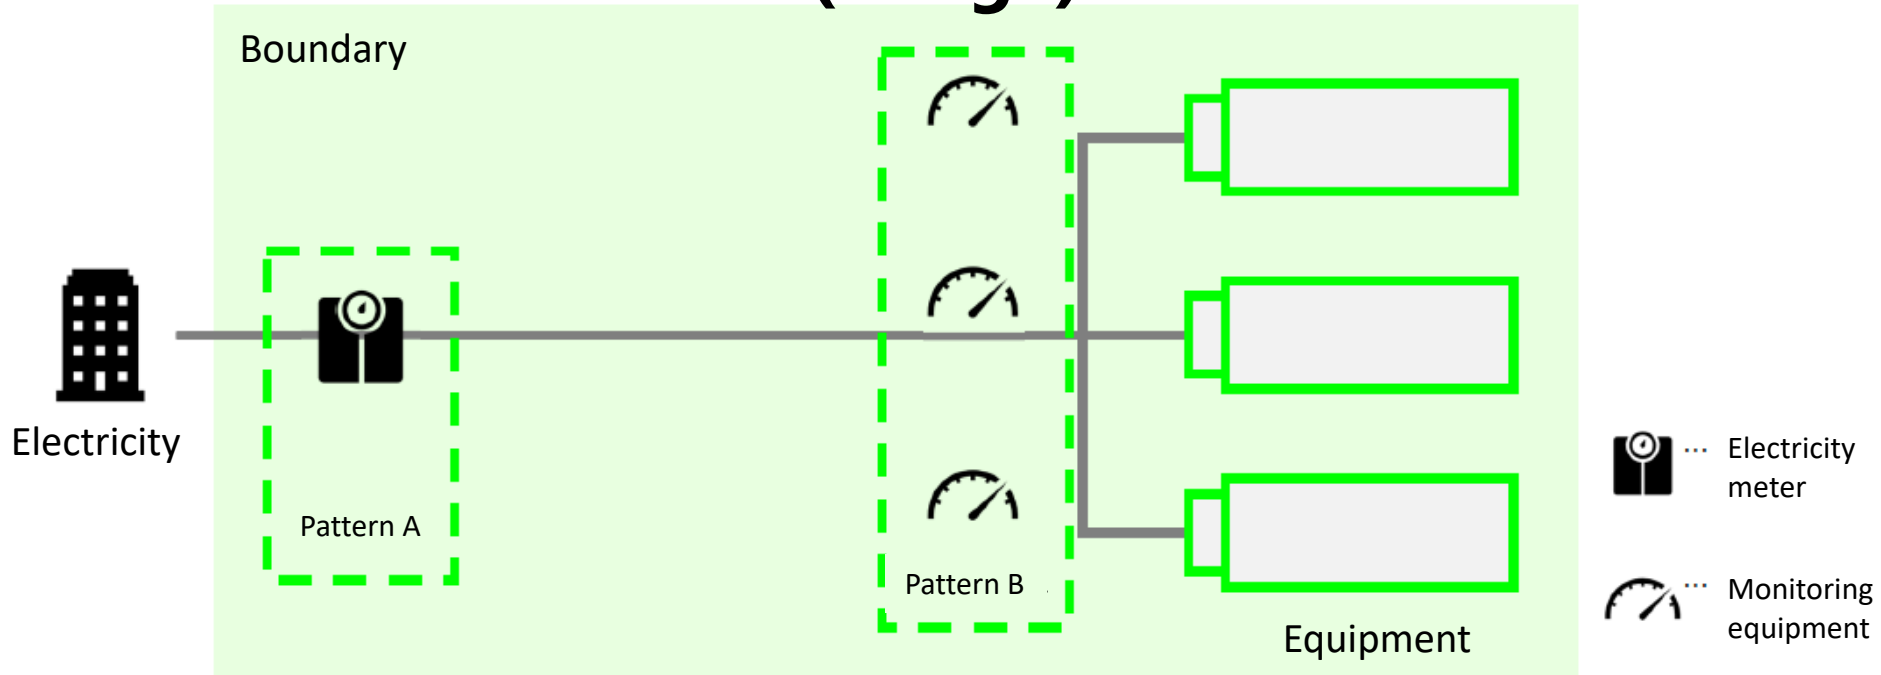 Boundary
Electricity
Pattern A
Pattern B
Equipment
... Electricity
meter
... Monitoring
equipment